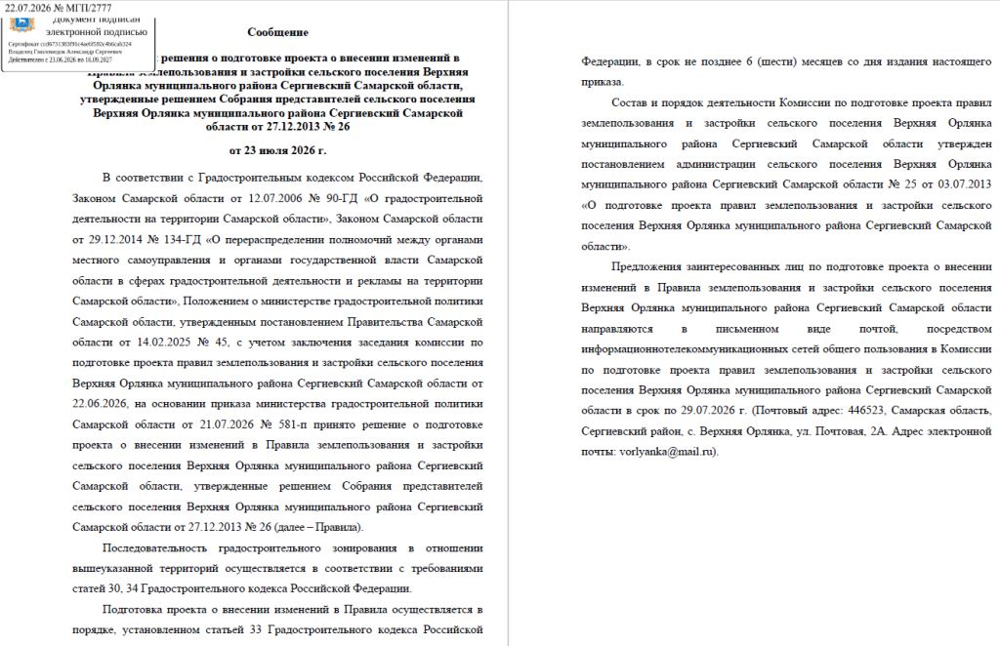 22.07.2026 № МГП/2777
Документ подписан
электронной подписью
Владелец Гниломедов Александр Сергеевич
Действителен с 23.06.2026 по 16.09.2027
Сообщение
решения о подготовке проекта о внесении изменений в
Правила землепользования и застройки сельского поселения Верхняя
Орлянка муниципального района Сергиевский Самарской области,
утвержденные решением Собрания представителей сельского поселения
Верхняя Орлянка муниципального района Сергиевский Самарской
области от 27.12.2013 № 26
от 23 июля 2026 г.
В соответствии с Градостроительным кодексом Российской Федерации,
Законом Самарской области от 12.07.2006 № 90-ГД «О градостроительной
деятельности на территории Самарской области», Законом Самарской области
от 29.12.2014 № 134-ГД «О перераспределении полномочий между органами
местного самоуправления и органами государственной власти Самарской
области в сферах градостроительной деятельности и рекламы на территории
Самарской области», Положением о министерстве градостроительной политики
Самарской области, утвержденным постановлением Правительства Самарской
области от 14.02.2025 № 45, с учетом заключения заседания комиссии по
подготовке проекта правил землепользования и застройки сельского поселения
Верхняя Орлянка муниципального района Сергиевский Самарской области от
22.06.2026, на основании приказа министерства градостроительной политики
Самарской области от 21.07.2026 № 581-п принято решение о подготовке
проекта о внесении изменений в Правила землепользования и застройки
сельского поселения Верхняя Орлянка муниципального района Сергиевский
Самарской области, утвержденные решением Собрания представителей
сельского поселения Верхняя Орлянка муниципального района Сергиевский
Самарской области от 27.12.2013 № 26 (далее – Правила).
Последовательность градостроительного зонирования в отношении
вышеуказанной территорий осуществляется в соответствии с требованиями
статей 30, 34 Градостроительного кодекса Российской Федерации.
Подготовка проекта о внесении изменений в Правила осуществляется в
порядке, установленном статьей 33 Градостроительного кодекса Российской
Федерации, в срок не позднее 6 (шести) месяцев со дня издания настоящего
приказа.
Состав и порядок деятельности Комиссии по подготовке проекта правил
землепользования и застройки сельского поселения Верхняя Орлянка
муниципального района Сергиевский Самарской области утвержден
постановлением администрации сельского поселения Верхняя Орлянка
муниципального района Сергиевский Самарской области № 25 от 03.07.2013
«О подготовке проекта правил землепользования и застройки сельского
поселения Верхняя Орлянка муниципального района Сергиевский Самарской
области».
Предложения заинтересованных лиц по подготовке проекта о внесении
изменений в Правила землепользования и застройки сельского поселения
Верхняя Орлянка муниципального района Сергиевский Самарской области
направляются в письменном виде почтой, посредством
информационнотелекоммуникационных сетей общего пользования в Комиссии
по подготовке проекта правил землепользования и застройки сельского
поселения Верхняя Орлянка муниципального района Сергиевский Самарской
области в срок по 29.07.2026 г. (Почтовый адрес: 446523, Самарская область,
Сергиевский район, с. Верхняя Орлянка, ул. Почтовая, 2А. Адрес электронной
почты: vorlyanka@mail.ru).